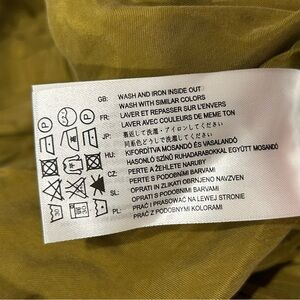 GB: WASH AND IRON INSIDE OUT
WASH WITH SIMILAR COLORS
FR: LAVER ET REPASSER SUR L'ENVERS
LAVER AVEC COULEURS DE MEME TON
JP: 裏返して洗濯・アイロンしてください
同系色どうしで洗濯してください
HU: KIFORDÍTVA MOSANDÓ ÉS VASALANDÓ
HASONLÓ SZÍNŰ RUHADARABOKKAL EGYÜTT MOSANDÓ
CZ: PERTE A ŽEHLETE NARUBY
PERTE S PODOBNÝMI BARVAMI
SL: OPRATI IN ZLIKATI OBRNJENO NAVZVEN
OPRATI S PODOBNIMI BARVAMI
PL: PRAĆ I PRASOWAĆ NA LEWEJ STRONIE
PRAĆ Z PODOBNYMI KOLORAMI